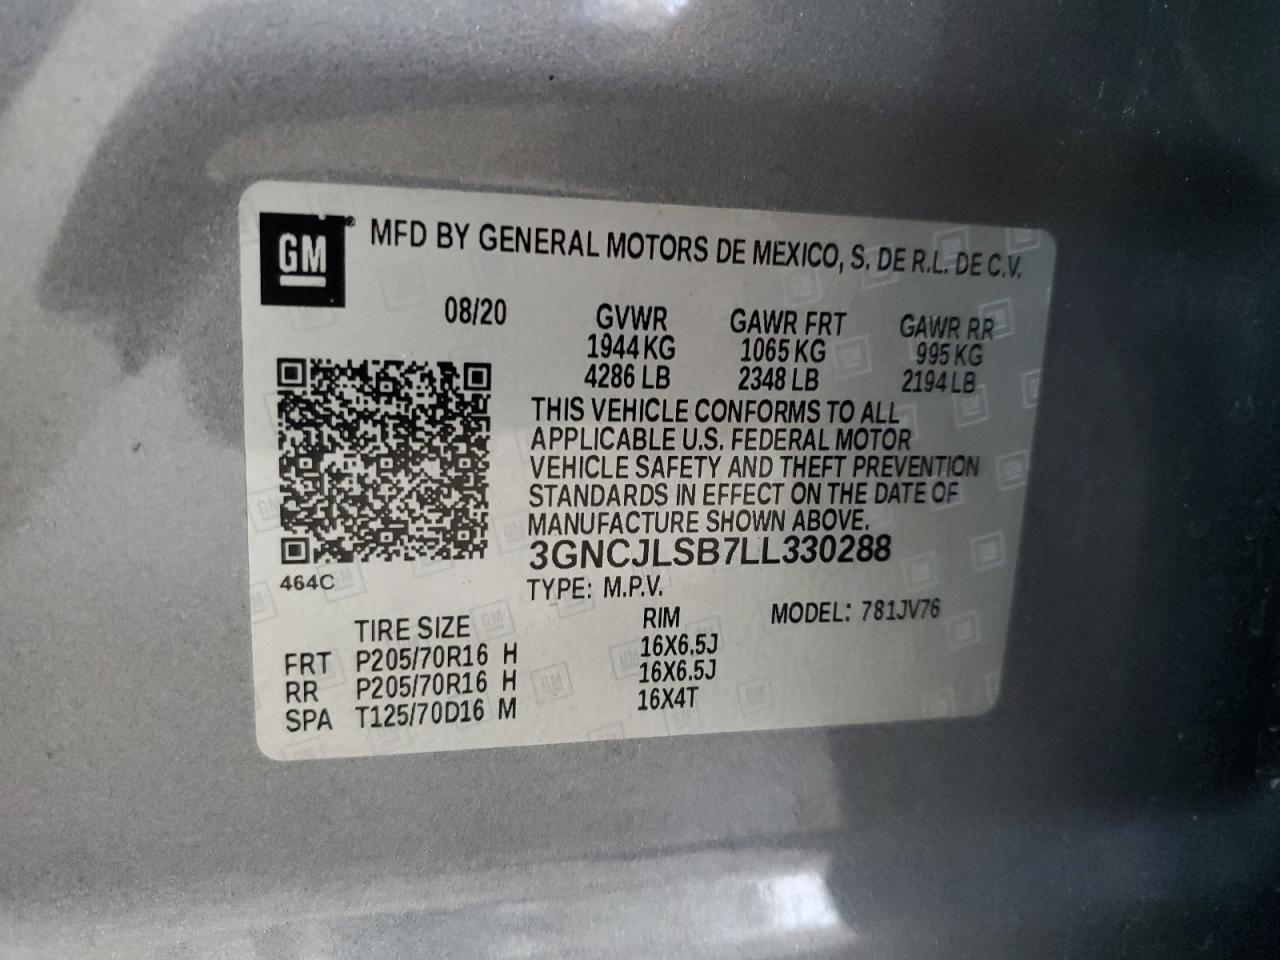 GM MFD BY GENERAL MOTORS DE MEXICO, S. DE R.L. DE C.V.
08/20 GVWR GAWR FRT GAWR RR
1944 KG 1065 KG 995 KG
4286 LB 2348 LB 2194 LB
THIS VEHICLE CONFORMS TO ALL
APPLICABLE U.S. FEDERAL MOTOR
VEHICLE SAFETY AND THEFT PREVENTION
STANDARDS IN EFFECT ON THE DATE OF
MANUFACTURE SHOWN ABOVE.
3GNCJLSB7LL330288
464C
TYPE: M.P.V.
TIRE SIZE RIM MODEL: 781JV76
FRT P205/70R16 H 16X6.5J
RR P205/70R16 H 16X6.5J
SPA T125/70D16 M 16X4T